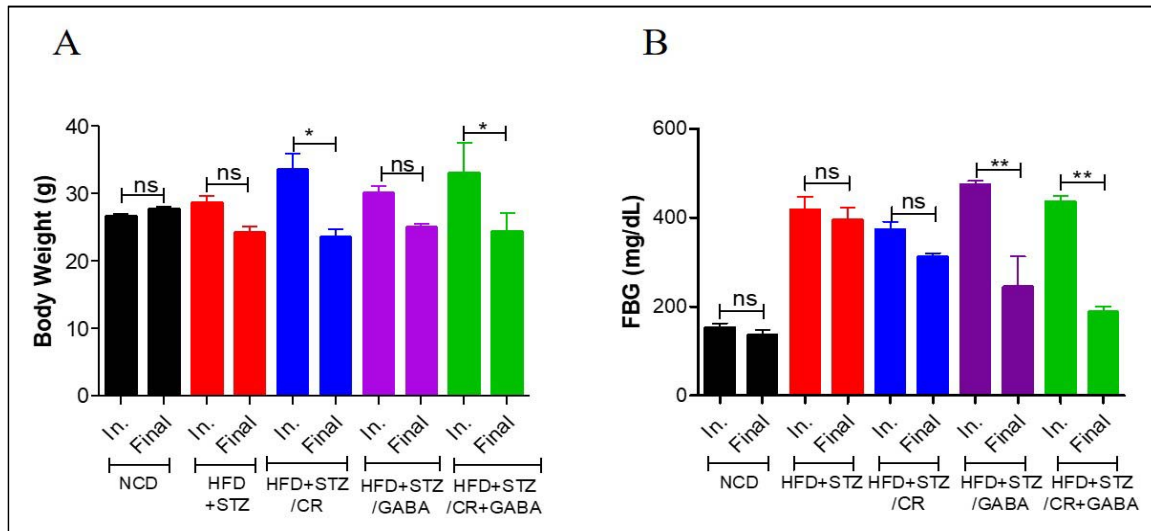 A
B
Body Weight (g)
40
30
20
10
0
ns
ns
*
ns
*
In.
Final
In.
Final
In.
Final
In.
Final
In.
Final
NCD
HFD
+STZ
HFD+STZ
/CR
HFD+STZ
/GABA
HFD+STZ
/CR+GABA
FBG (mg/dL)
600
400
200
0
ns
ns
ns
**
**
In.
Final
In.
Final
In.
Final
In.
Final
In.
Final
NCD
HFD+STZ
HFD+STZ
/CR
HFD+STZ
/GABA
HFD+STZ
/CR+GABA